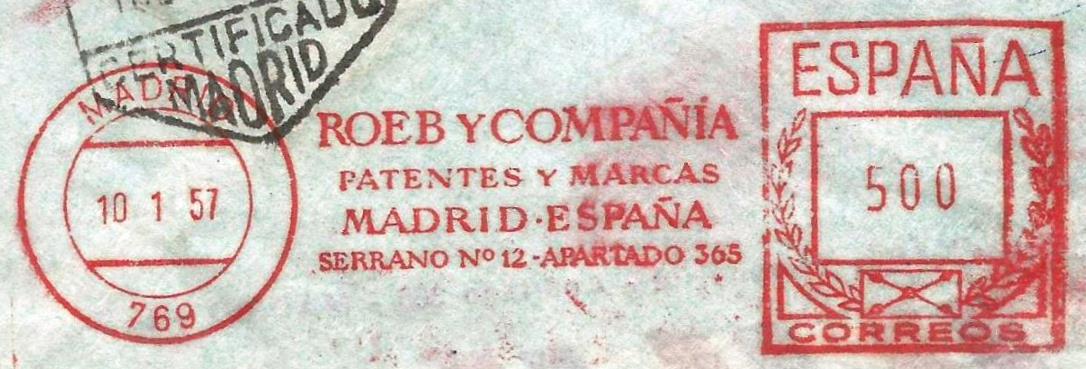 CERTIFICADO
MADRID
MADRID
10 1 57
769
ROEB Y COMPAÑÍA
PATENTES Y MARCAS
MADRID·ESPAÑA
SERRANO Nº 12-APARTADO 365
ESPAÑA
500
CORREOS